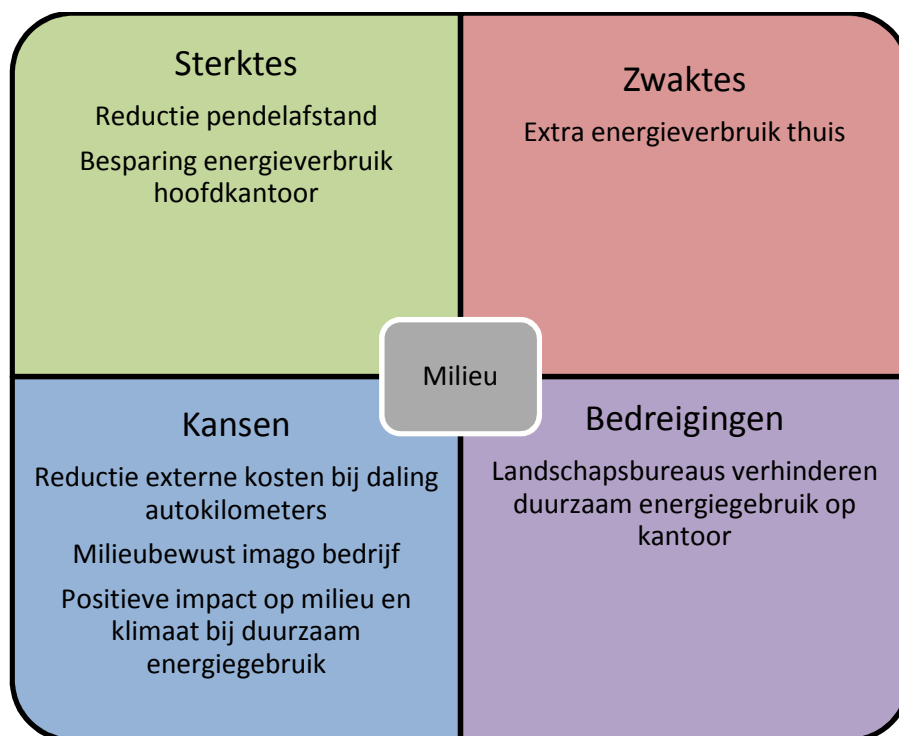 Sterktes
Reductie pendelafstand
Besparing energieverbruik
hoofdkantoor
Zwaktes
Extra energieverbruik thuis
Milieu
Kansen
Reductie externe kosten bij daling
autokilometers
Milieubewust imago bedrijf
Positieve impact op milieu en
klimaat bij duurzaam
energiegebruik
Bedreigingen
Landschapsbureaus verhinderen
duurzaam energiegebruik op
kantoor